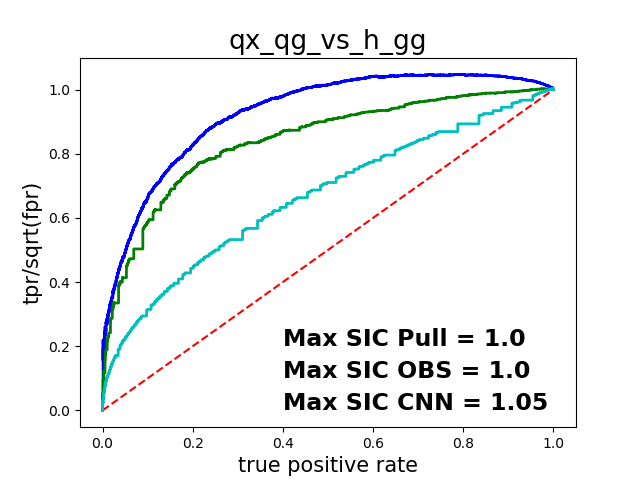 qx_qg_vs_h_gg
tpr/sqrt(fpr)
1.0
0.8
0.6
0.4
0.2
0.0
Max SIC Pull = 1.0
Max SIC OBS = 1.0
Max SIC CNN = 1.05
0.0 0.2 0.4 0.6 0.8 1.0
true positive rate